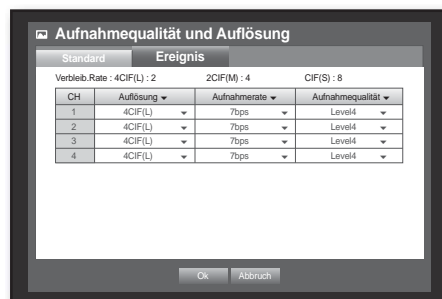 Aufnahmequalität und Auflösung
Standard Ereignis
Verbleib.Rate : 4CIF(L) : 2 2CIF(M) : 4 CIF(S) : 8
CH Auflösung Aufnahmerate Aufnahmequalität
1 4CIF(L) 7bps Level4
2 4CIF(L) 7bps Level4
3 4CIF(L) 7bps Level4
4 4CIF(L) 7bps Level4
Ok Abbruch